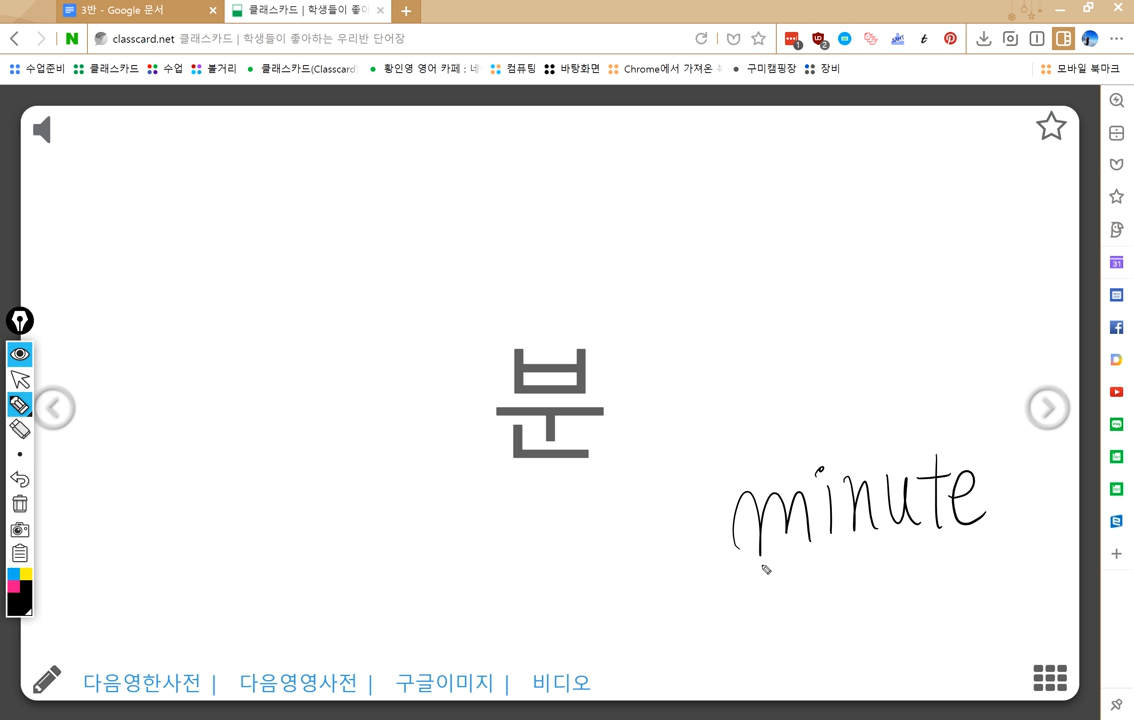 3반 - Google 문서
클래스카드 | 학생들이 좋아
classcard.net 클래스카드 | 학생들이 좋아하는 우리반 단어장
수업준비 클래스카드 수업 볼거리 클래스카드(Classcard) 황인영 영어 카페 : 네 컴퓨팅 바탕화면 Chrome에서 가져온 구미캠핑장 장비 모바일 북마크
분
minute
다음영한사전 | 다음영영사전 | 구글이미지 | 비디오